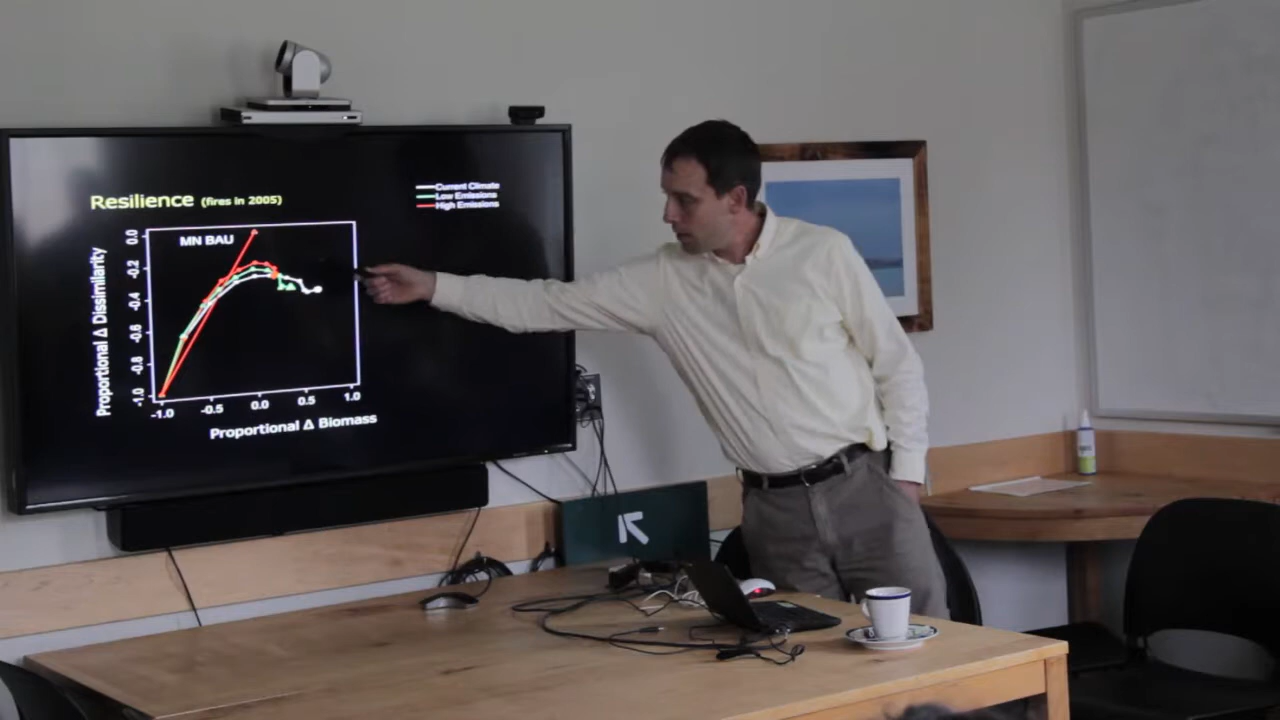 Resilience (fires in 2005)
Current Climate
Low Emissions
High Emissions
MN BAU
Proportional Δ Dissimilarity
0.0
-0.2
-0.4
-0.6
-0.8
-1.0
-1.0 -0.5 0.0 0.5 1.0
Proportional Δ Biomass